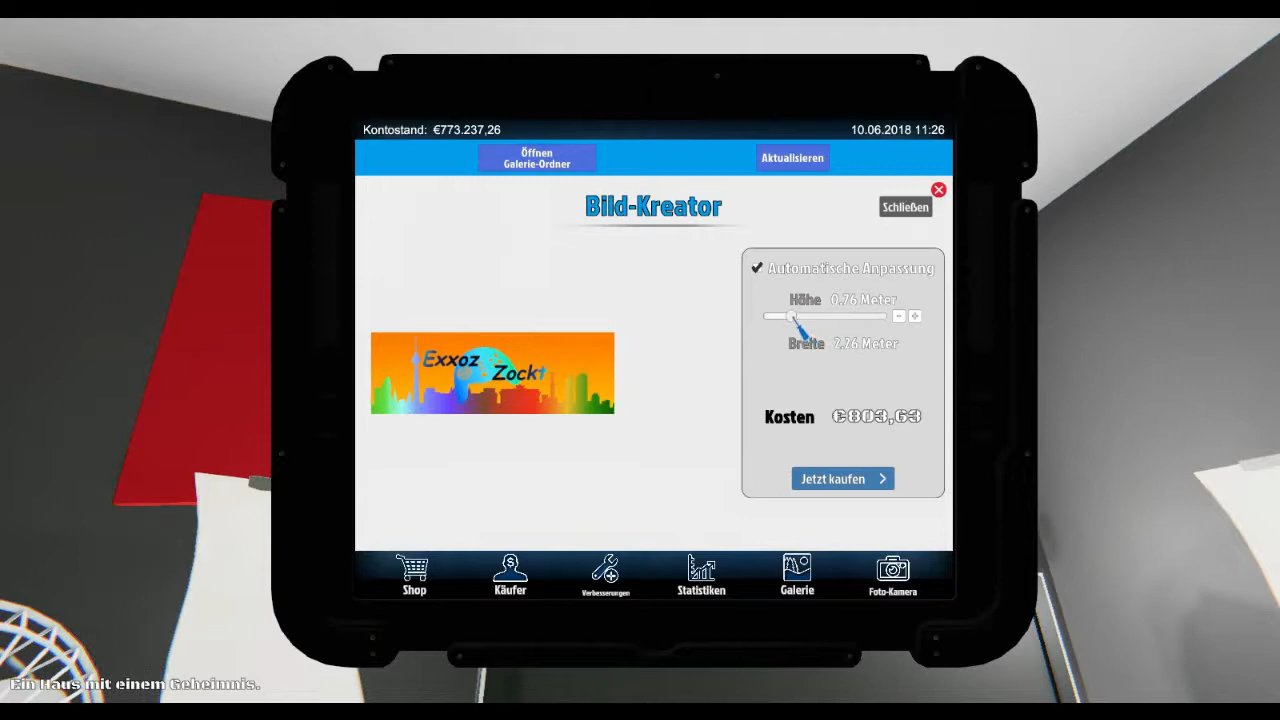 Kontostand: €773.237,26
10.06.2018 11:26
Öffnen
Galerie-Ordner
Aktualisieren
Bild-Kreator
Schließen
Automatische Anpassung
Höhe 0.76 Meter
Breite 2.26 Meter
Exxoz
Zockt
Kosten €803,63
Jetzt kaufen
Shop
Käufer
Verbesserungen
Statistiken
Galerie
Foto-Kamera
Ein Haus mit einem Geheimnis.